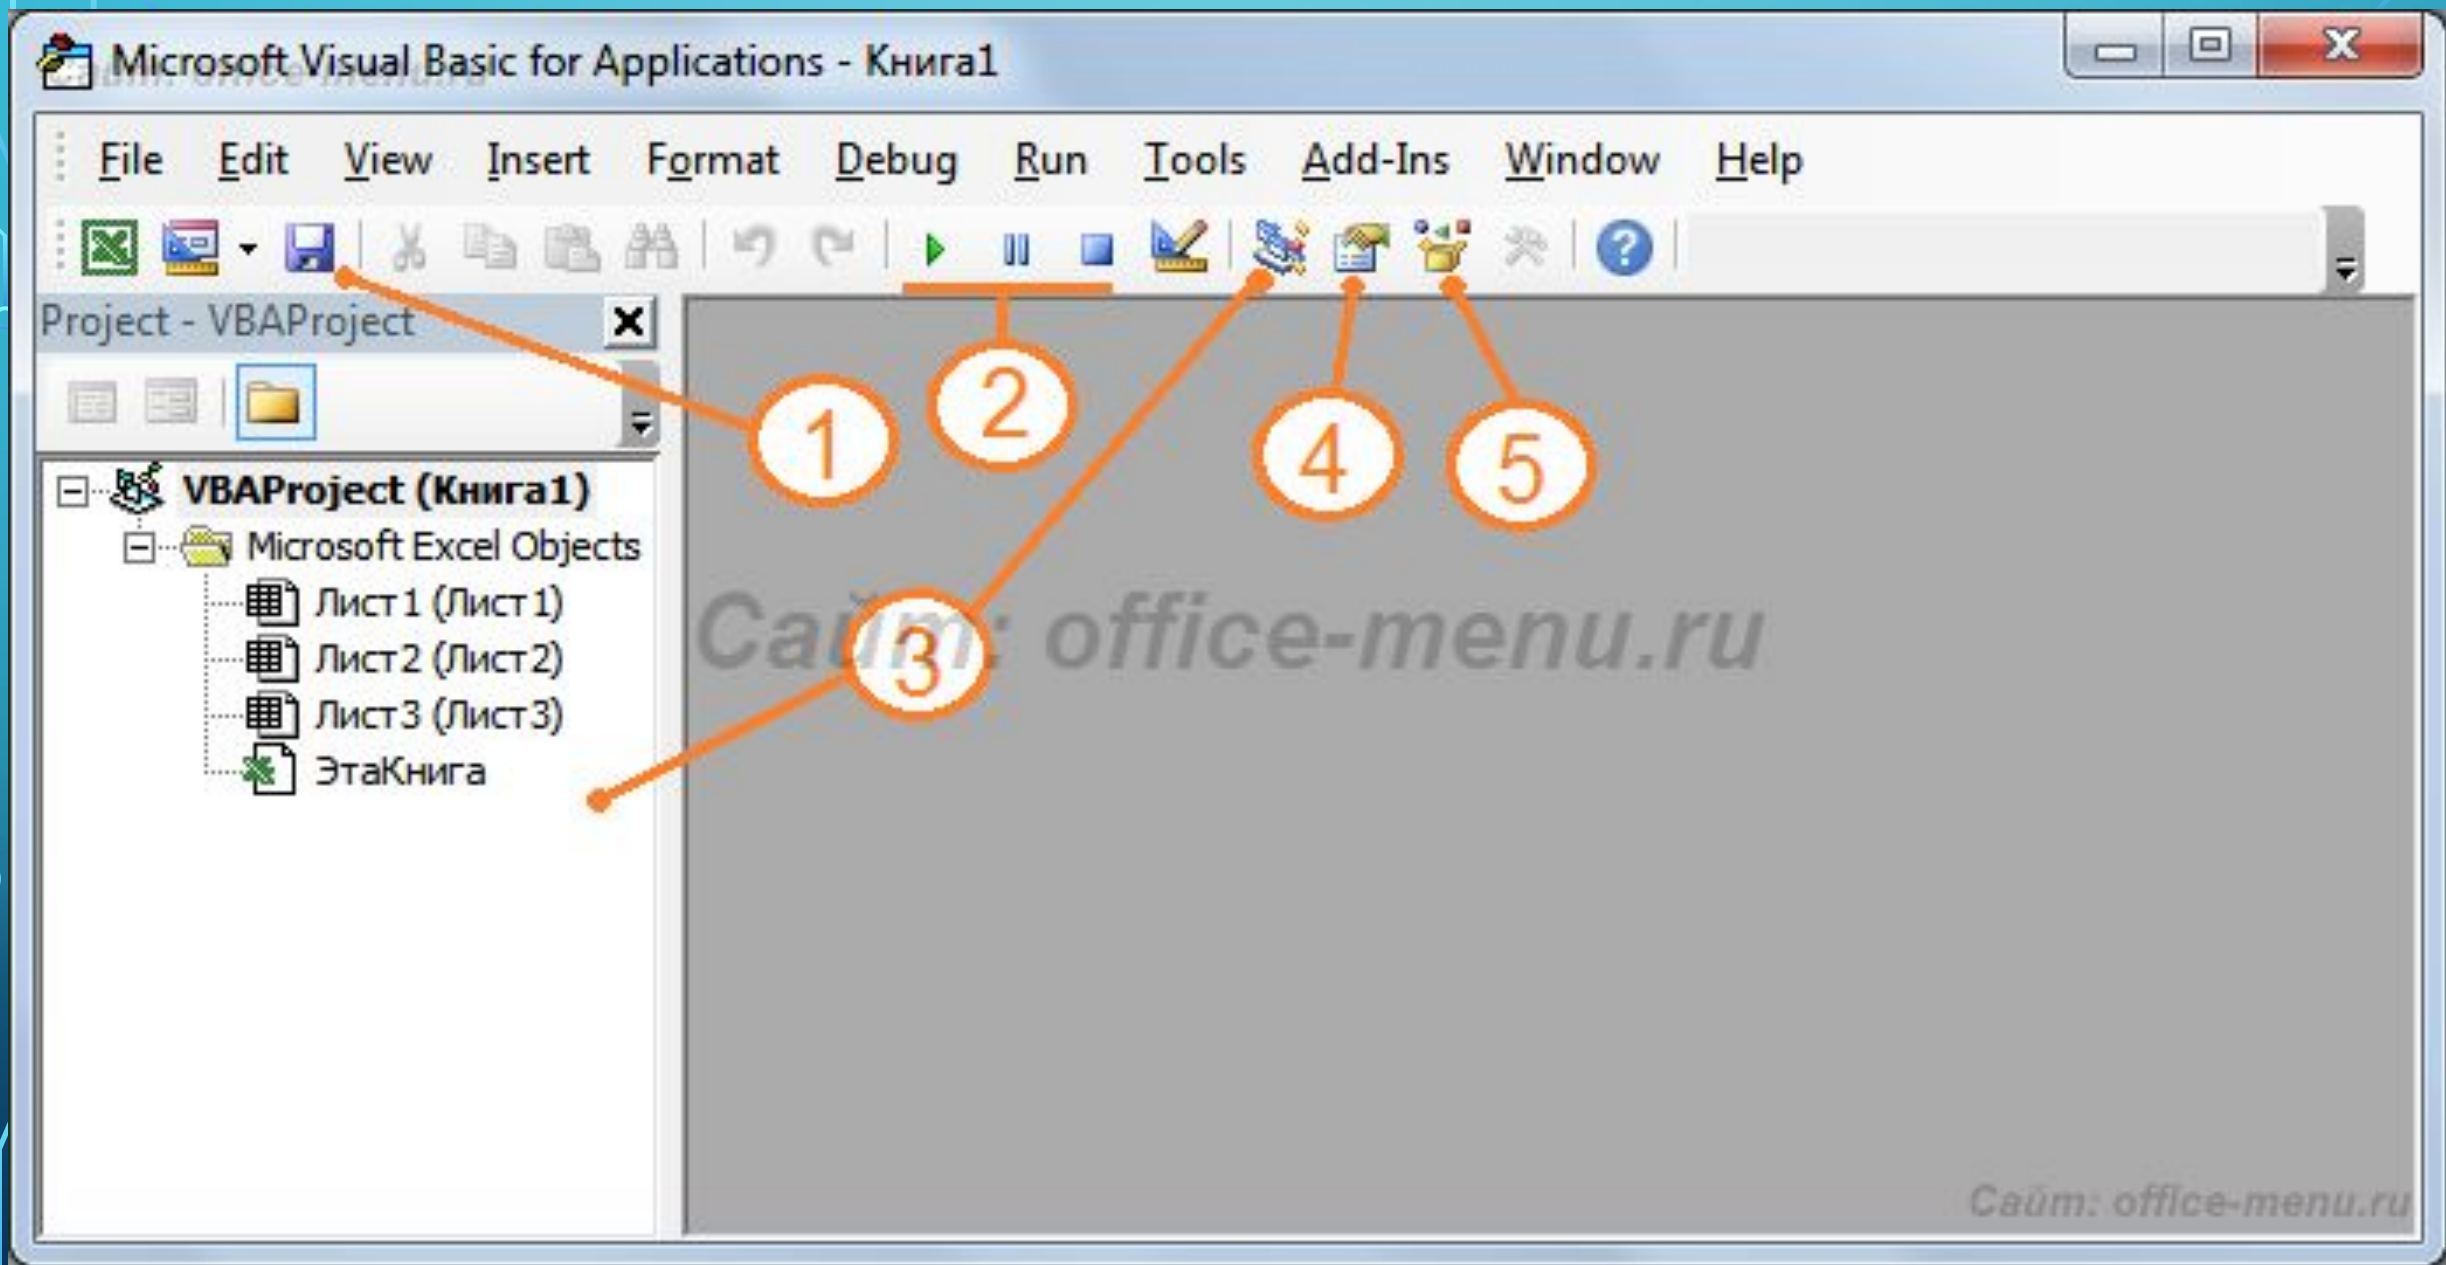 Microsoft Visual Basic for Applications - Книга1
File Edit View Insert Format Debug Run Tools Add-Ins Window Help
Project - VBAProject
1
2
4
5
VBAProject (Книга1)
Microsoft Excel Objects
Лист1 (Лист1)
Лист2 (Лист2)
Лист3 (Лист3)
ЭтаКнига
3
Сайт: office-menu.ru
Сайт: office-menu.ru